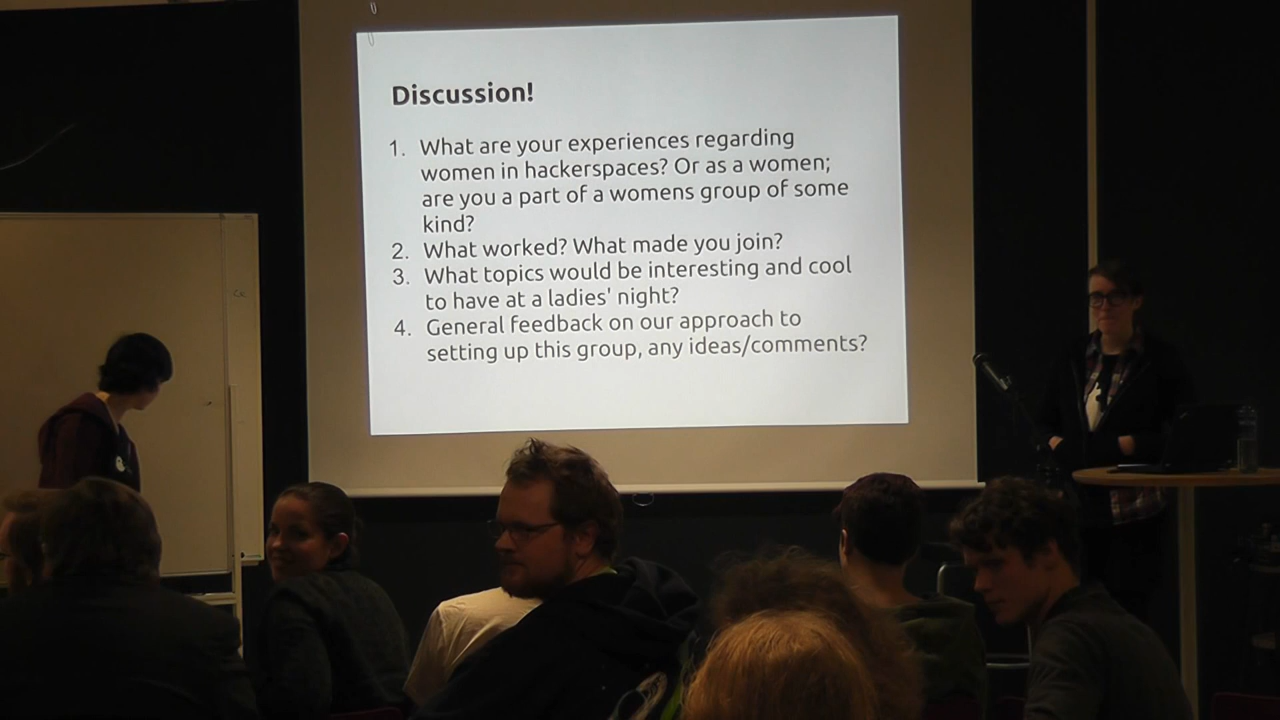 Discussion!
1. What are your experiences regarding
women in hackerspaces? Or as a women;
are you a part of a womens group of some
kind?
2. What worked? What made you join?
3. What topics would be interesting and cool
to have at a ladies' night?
4. General feedback on our approach to
setting up this group, any ideas/comments?